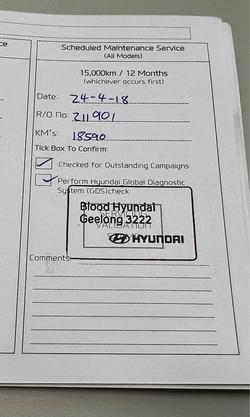 ce
Scheduled Maintenance Service
(All Models)
15,000km / 12 Months
(whichever occurs first)
Date: 24-4-18
R/O No: 211901
KM's: 18590
Tick Box To Confirm:
Checked for Outstanding Campaigns
Perform Hyundai Global Diagnostic
System (GDS)check
Blood Hyundai
Geelong 3222
VALIDATION
HYUNDAI
Comments: